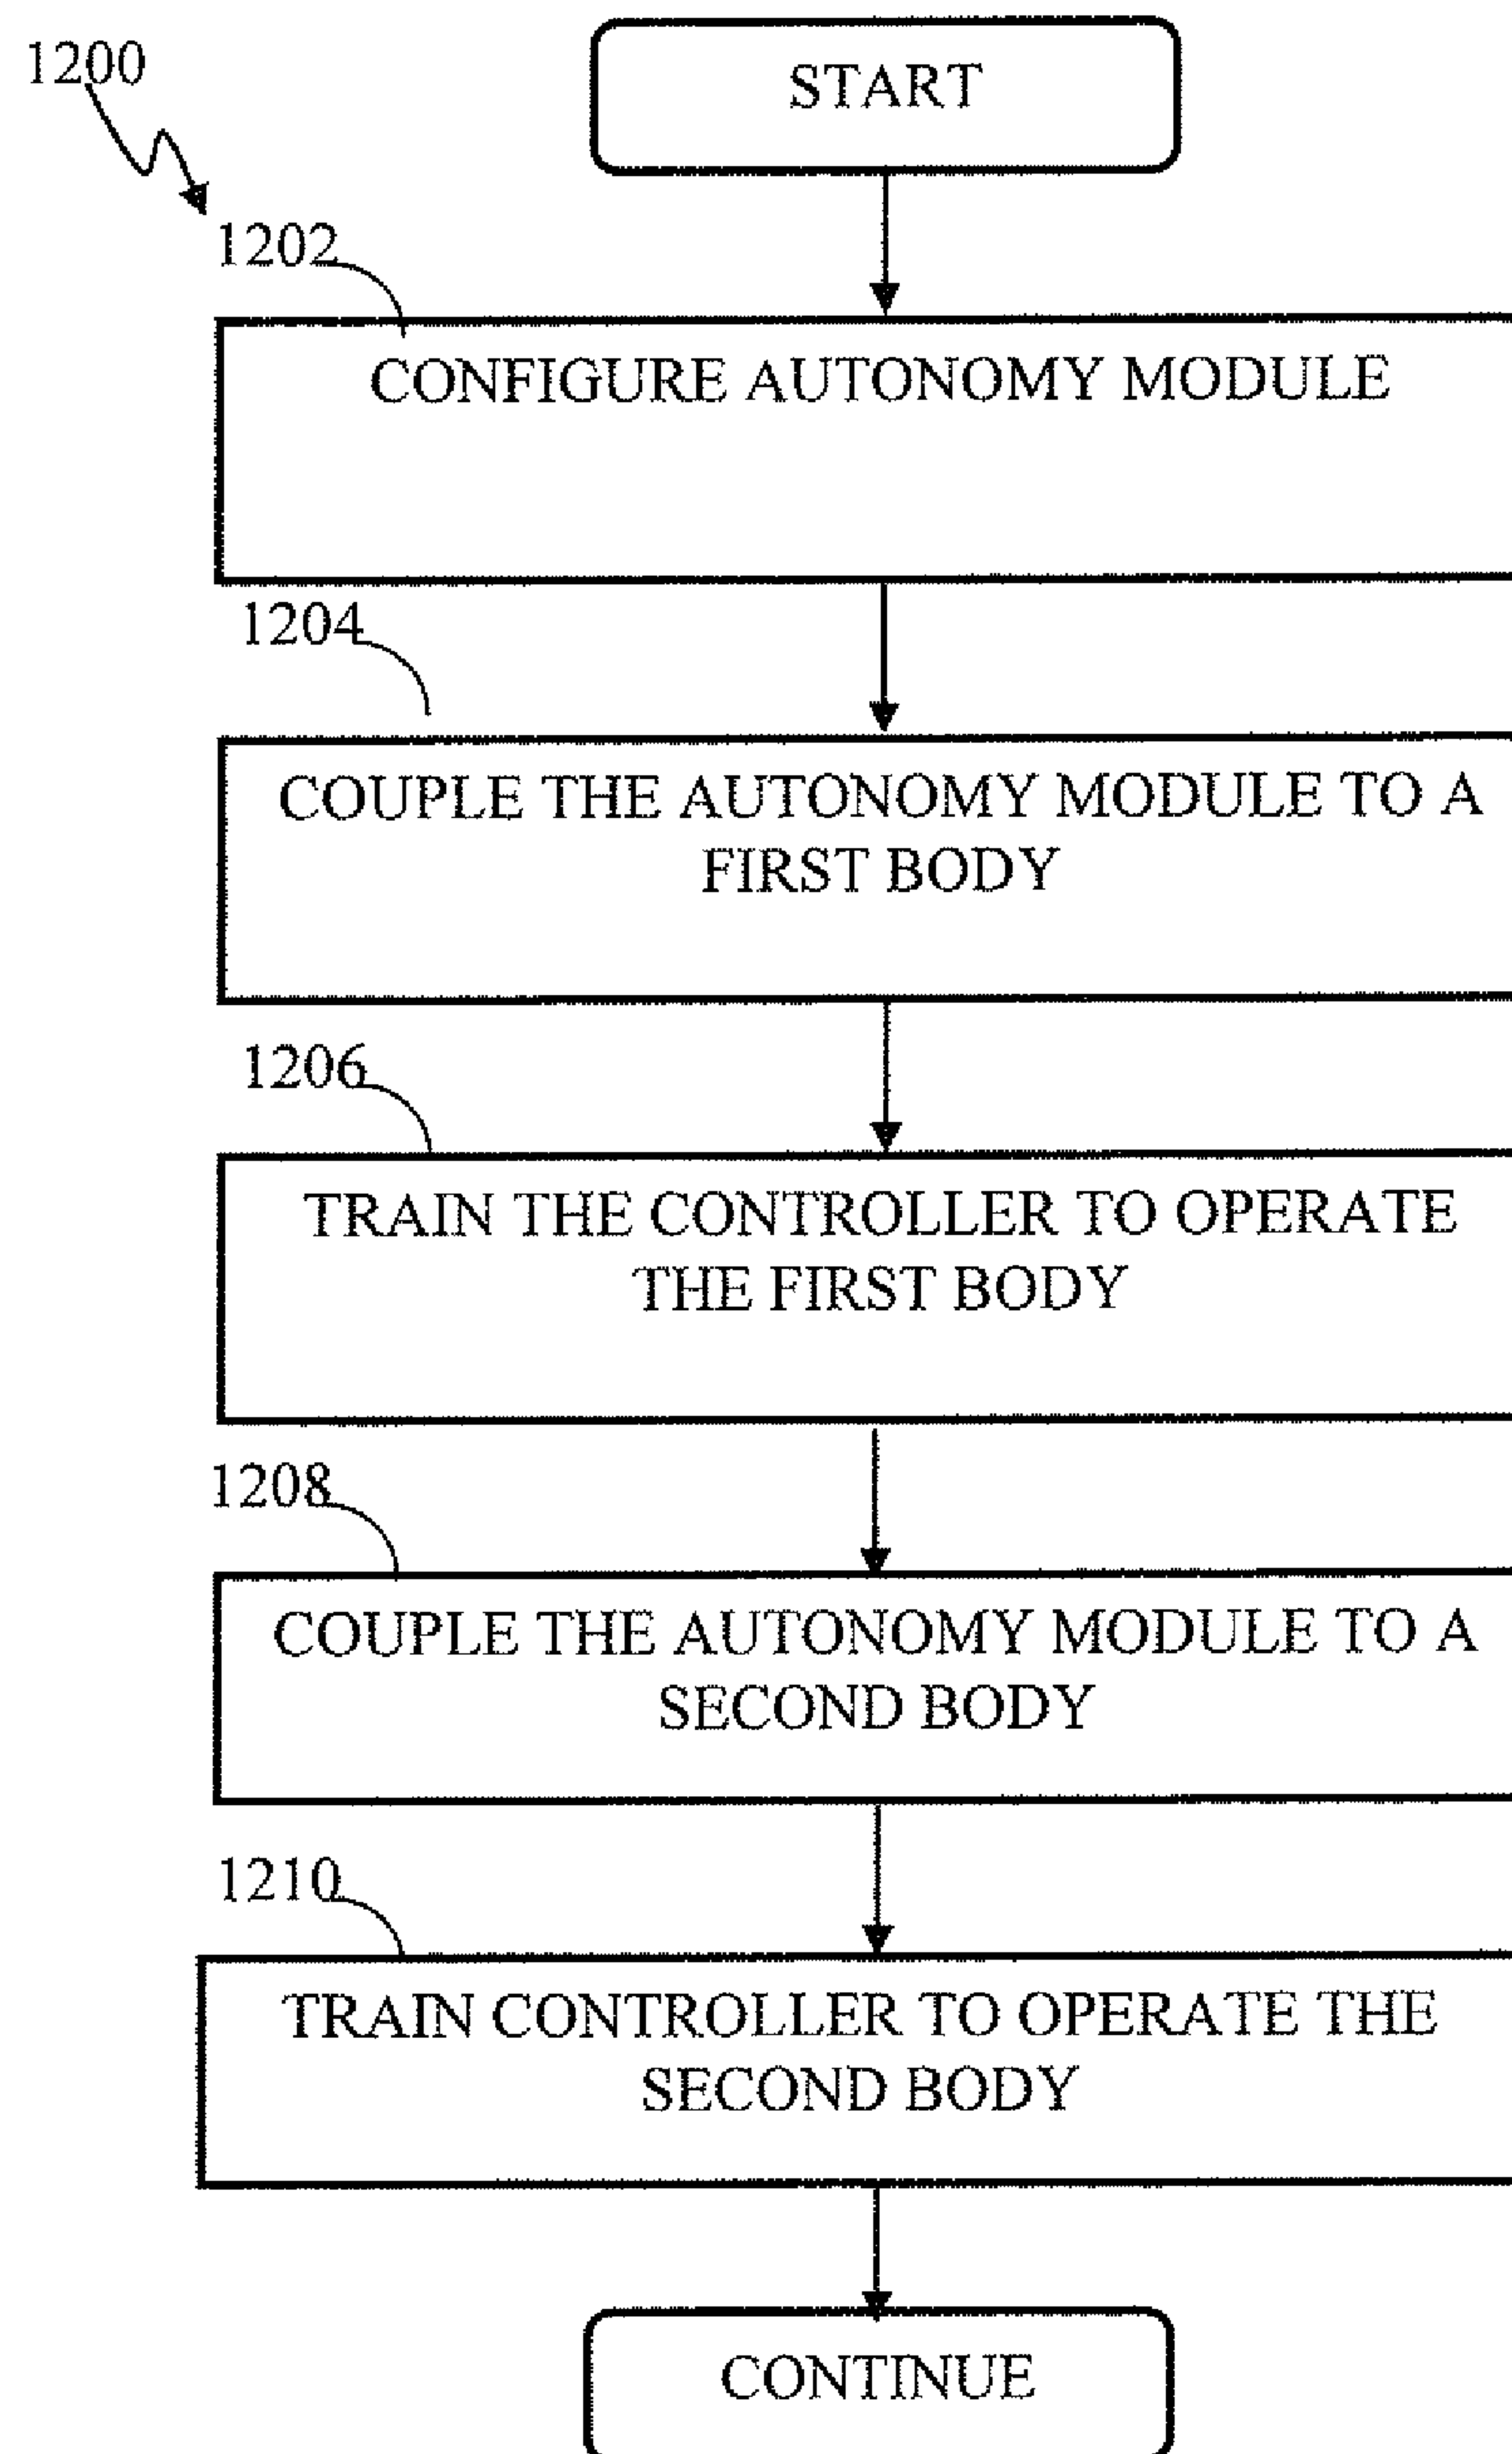 1200
START
1202
CONFIGURE AUTONOMY MODULE
1204
COUPLE THE AUTONOMY MODULE TO A
FIRST BODY
1206
TRAIN THE CONTROLLER TO OPERATE
THE FIRST BODY
1208
COUPLE THE AUTONOMY MODULE TO A
SECOND BODY
1210
TRAIN CONTROLLER TO OPERATE THE
SECOND BODY
CONTINUE